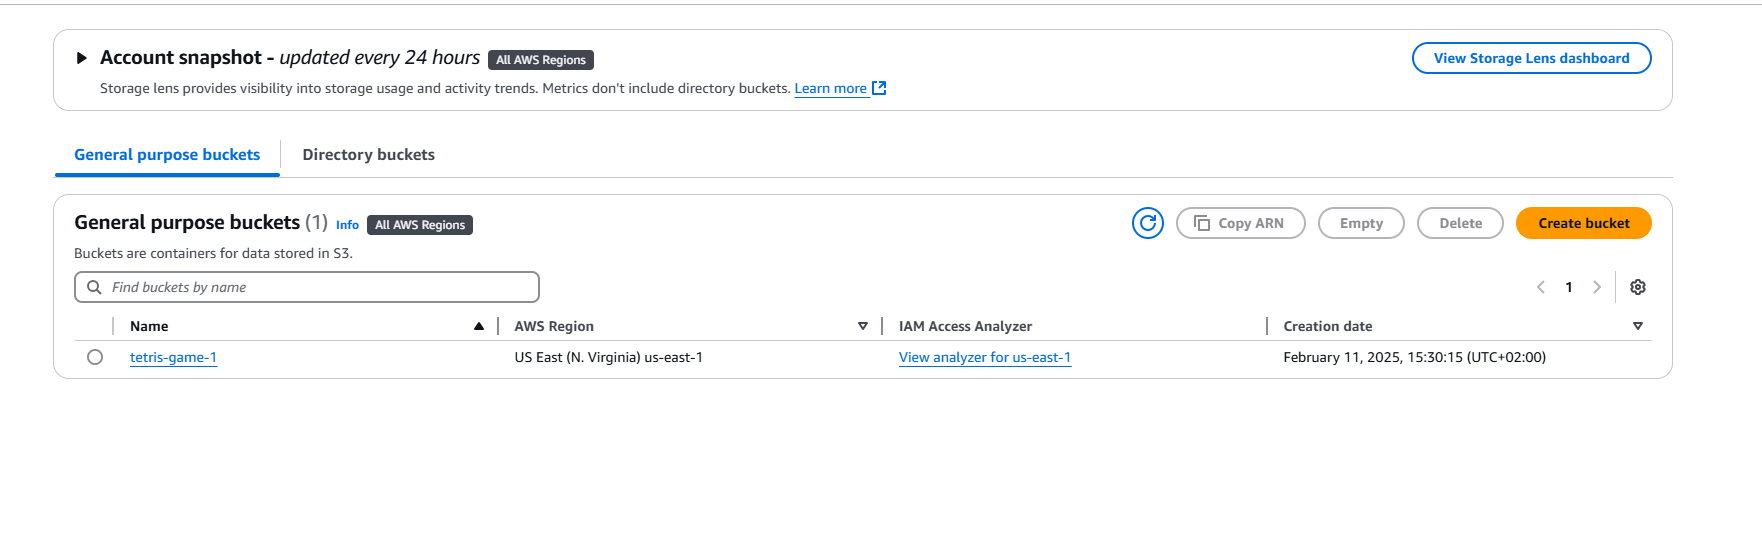 Account snapshot - updated every 24 hours All AWS Regions
View Storage Lens dashboard
Storage lens provides visibility into storage usage and activity trends. Metrics don't include directory buckets. Learn more
General purpose buckets
Directory buckets
General purpose buckets (1) Info All AWS Regions
Copy ARN
Empty
Delete
Create bucket
Buckets are containers for data stored in S3.
Find buckets by name
1
Name AWS Region IAM Access Analyzer Creation date
tetris-game-1 US East (N. Virginia) us-east-1 View analyzer for us-east-1 February 11, 2025, 15:30:15 (UTC+02:00)